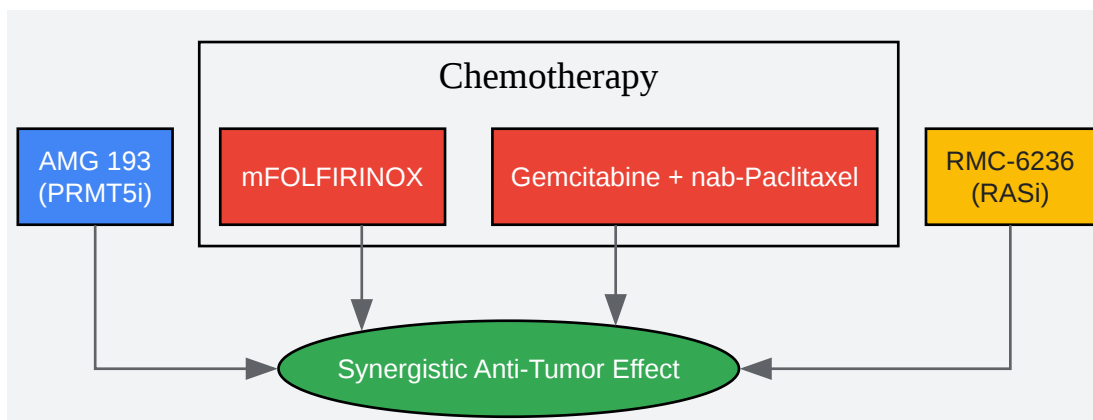 Chemotherapy
AMG 193
(PRMT5i)
mFOLFIRINOX
Gemcitabine + nab-Paclitaxel
RMC-6236
(RASi)
Synergistic Anti-Tumor Effect